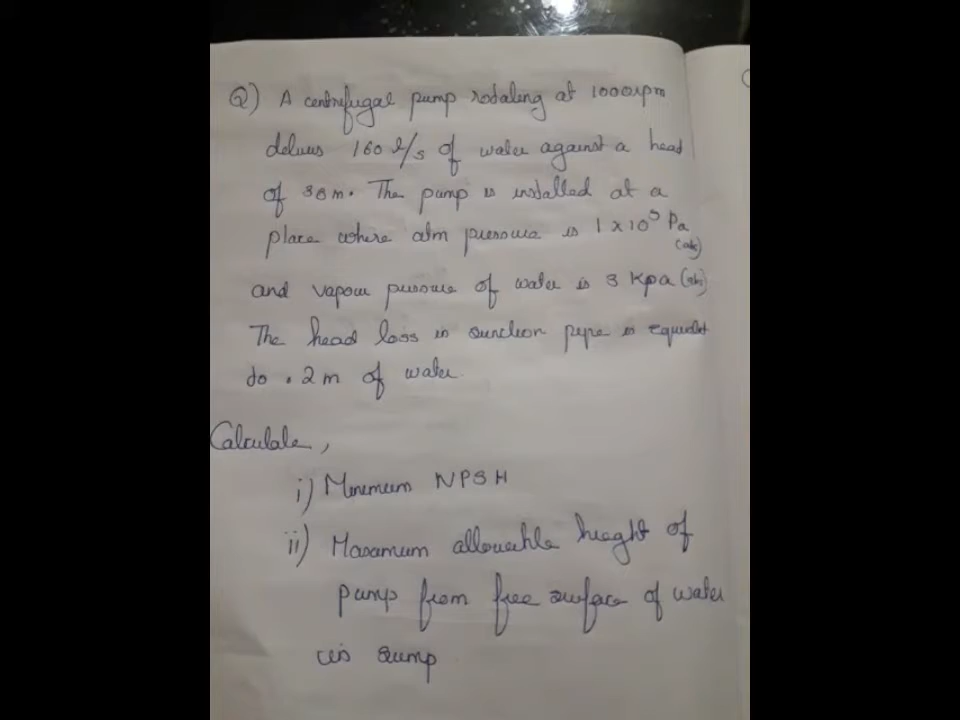 Q) A centrifugal pump rotating at 1000rpm
delivers 160 l/s of water against a head
of 30m. The pump is installed at a
place where atm pressure is 1 x 10⁵ Pa
(abs)
and vapour pressure of water is 3 Kpa (abs)
The head loss in suction pipe is equivalent
to .2m of water.
Calculate,
i) Minimum NPSH
ii) Maximum allowable height of
pump from free surface of water
in sump